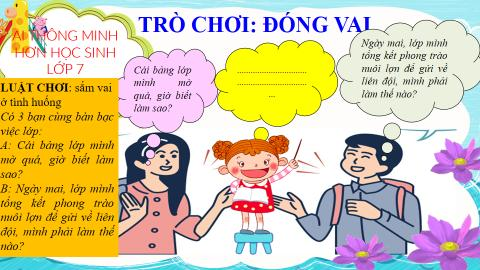 TRÒ CHƠI: ĐÓNG VAI
AI THÔNG MINH
HƠN HỌC SINH
LỚP 7
LUẬT CHƠI: sắm vai
ở tình huống
Có 3 bạn cùng bàn bạc
việc lớp:
A: Cái bảng lớp mình
mờ quá, giờ biết làm
sao?
B: Ngày mai, lớp mình
tổng kết phong trào
nuôi lợn để gửi về liên
đội, mình phải làm thế
nào?
Cái bảng lớp
mình mờ
quá, giờ biết
làm sao?
........................
........................
...
Ngày mai, lớp mình
tổng kết phong trào
nuôi lợn để gửi về
liên đội, mình phải
làm thế nào?